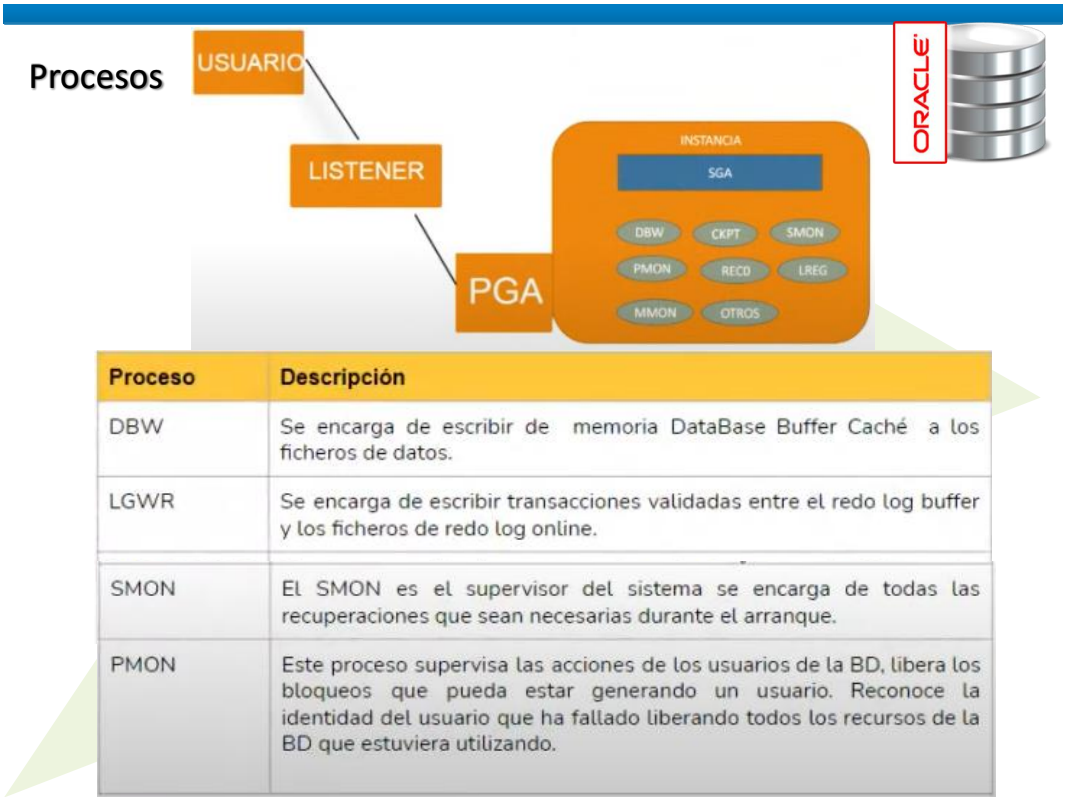 Procesos
USUARIO
ORACLE
LISTENER
INSTANCIA
SGA
DBW
CKPT
SMON
PMON
RECO
LREG
PGA
MMON
OTROS
Proceso
Descripción
DBW
Se encarga de escribir de memoria DataBase Buffer Caché a los
ficheros de datos.
LGWR
Se encarga de escribir transacciones validadas entre el redo log buffer
y los ficheros de redo log online.
SMON
El SMON es el supervisor del sistema se encarga de todas las
recuperaciones que sean necesarias durante el arranque.
PMON
Este proceso supervisa las acciones de los usuarios de la BD, libera los
bloqueos que pueda estar generando un usuario. Reconoce la
identidad del usuario que ha fallado liberando todos los recursos de la
BD que estuviera utilizando.